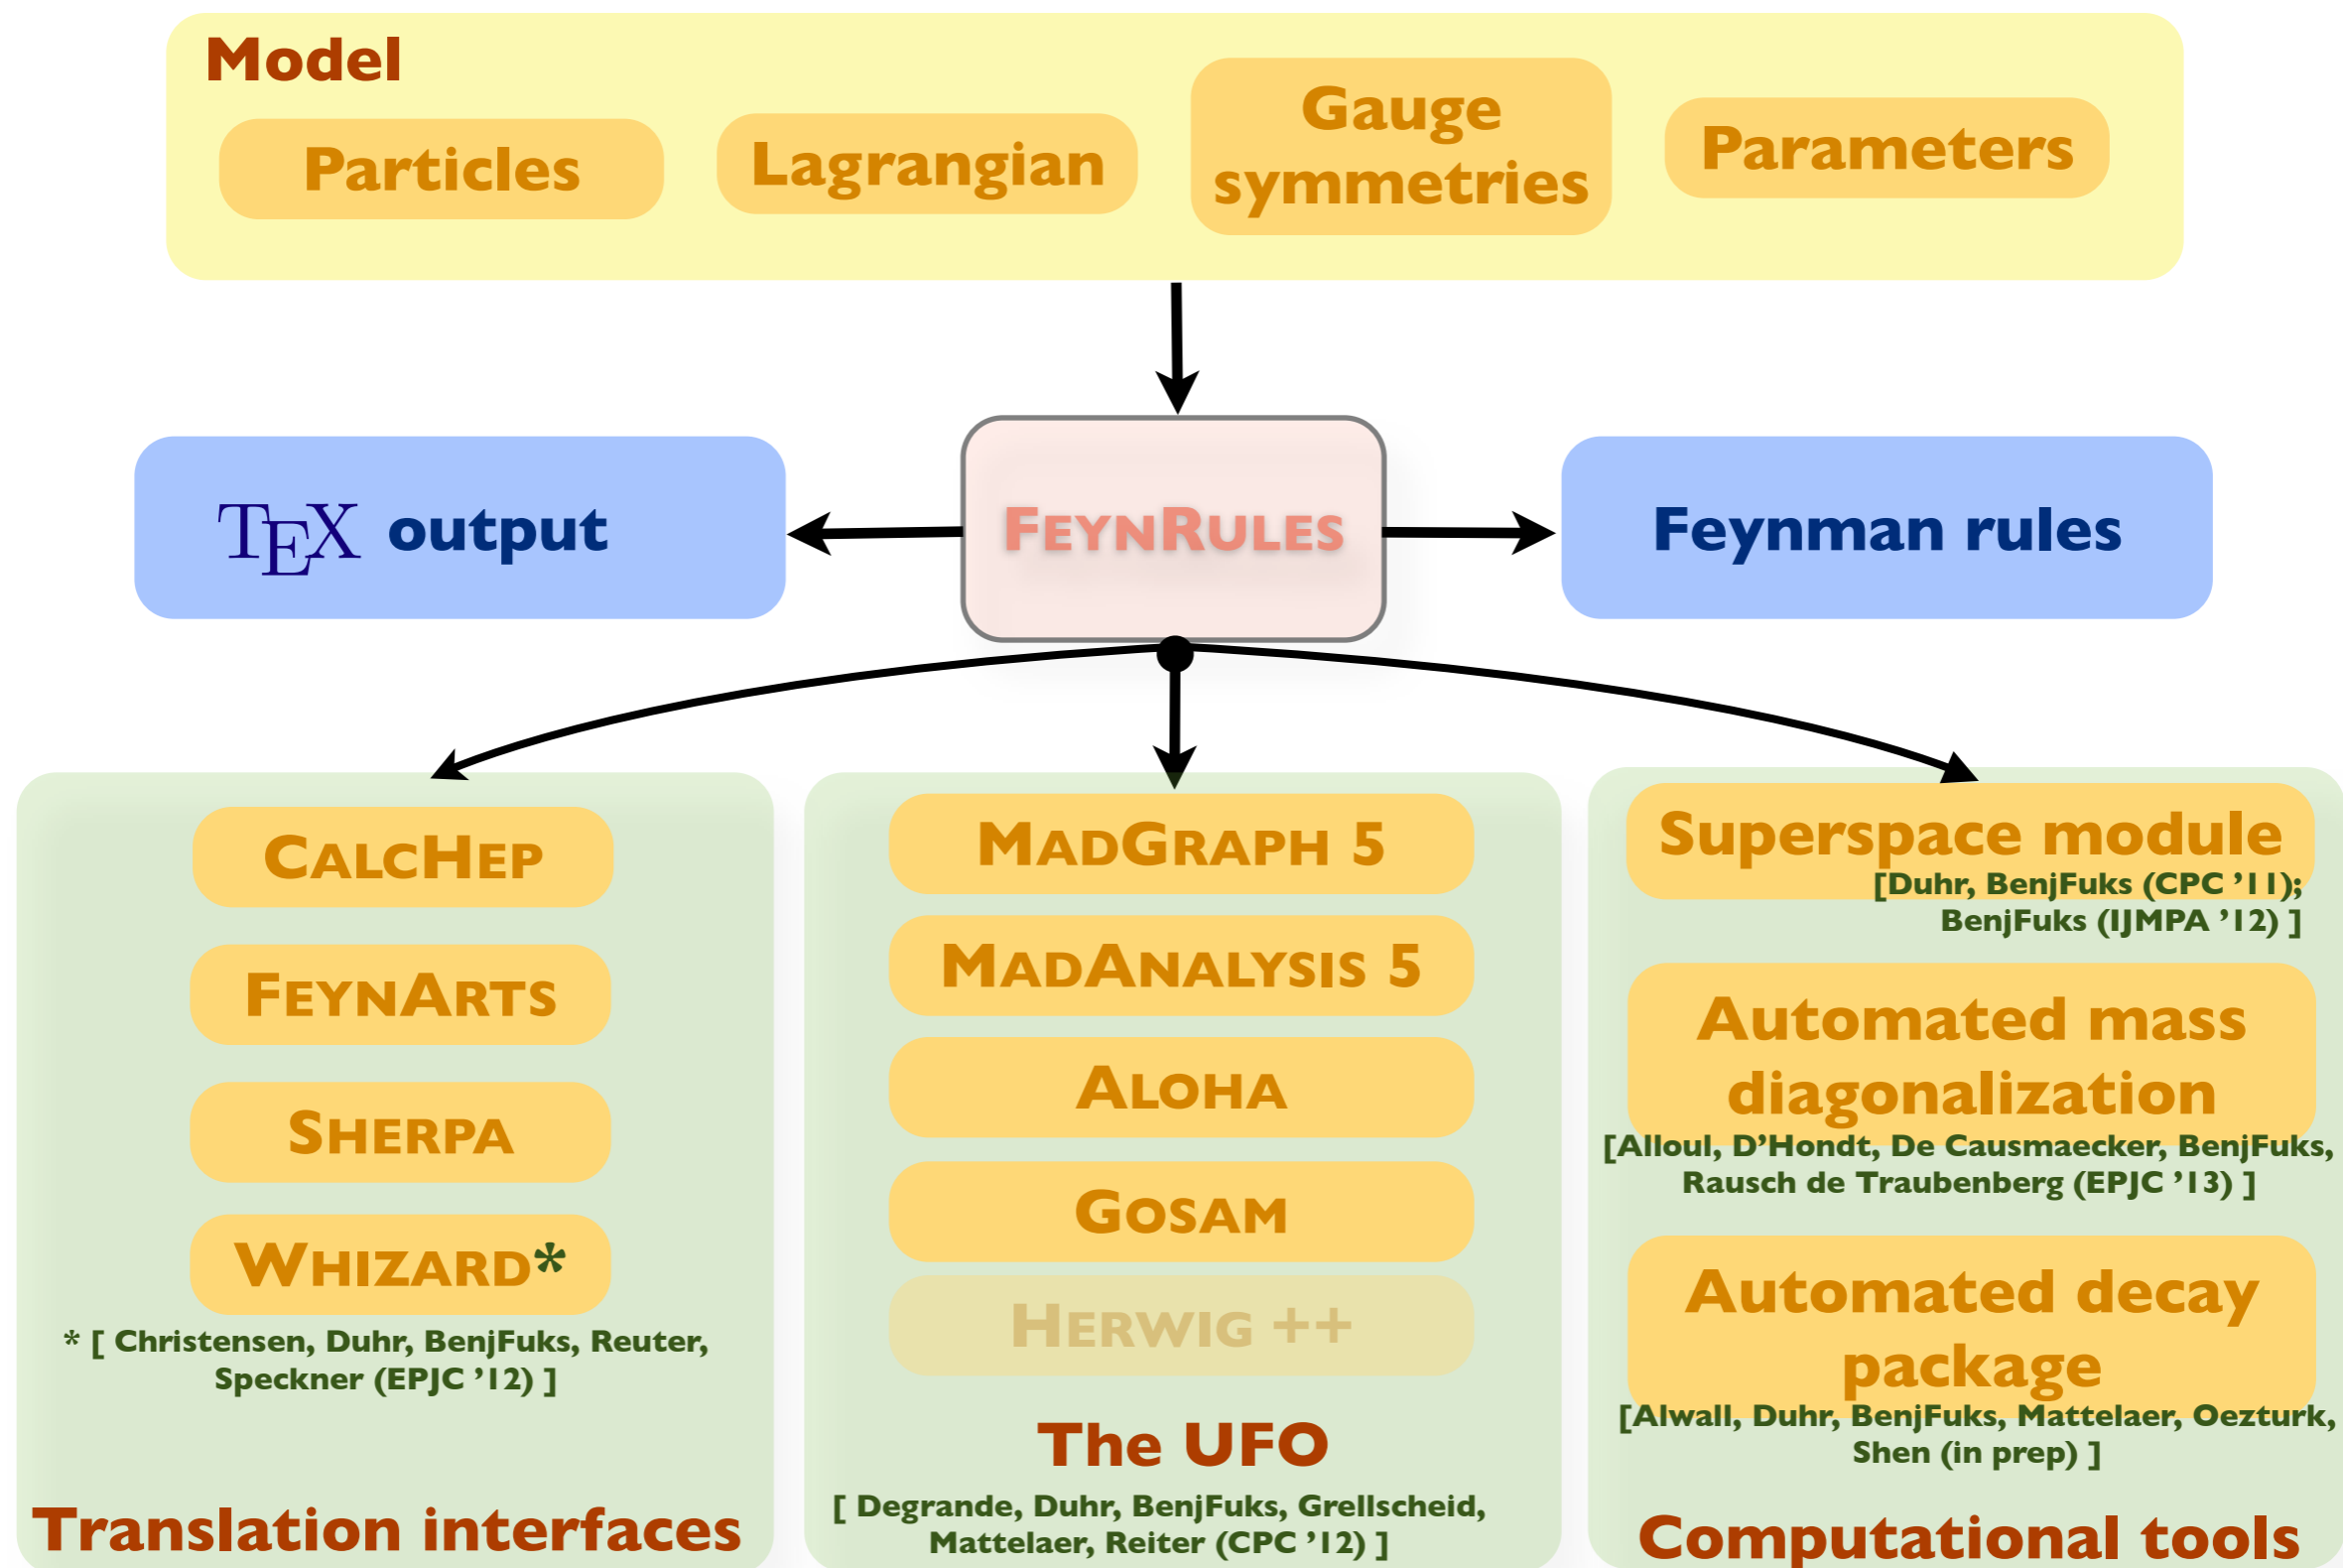 Model
Particles
Lagrangian
Gauge
symmetries
Parameters
TEX output
FEYNRULES
Feynman rules
CALCHEP
FEYNARTS
SHERPA
WHIZARD*
* [ Christensen, Duhr, BenjFuks, Reuter,
Speckner (EPJC ’12) ]
Translation interfaces
MADGRAPH 5
MADANALYSIS 5
ALOHA
GOSAM
HERWIG ++
The UFO
[ Degrande, Duhr, BenjFuks, Grellscheid,
Mattelaer, Reiter (CPC ’12) ]
Superspace module
[Duhr, BenjFuks (CPC ’11);
BenjFuks (IJMPA ’12) ]
Automated mass
diagonalization
[Alloul, D’Hondt, De Causmaecker, BenjFuks,
Rausch de Traubenberg (EPJC ’13) ]
Automated decay
package
[Alwall, Duhr, BenjFuks, Mattelaer, Oezturk,
Shen (in prep) ]
Computational tools